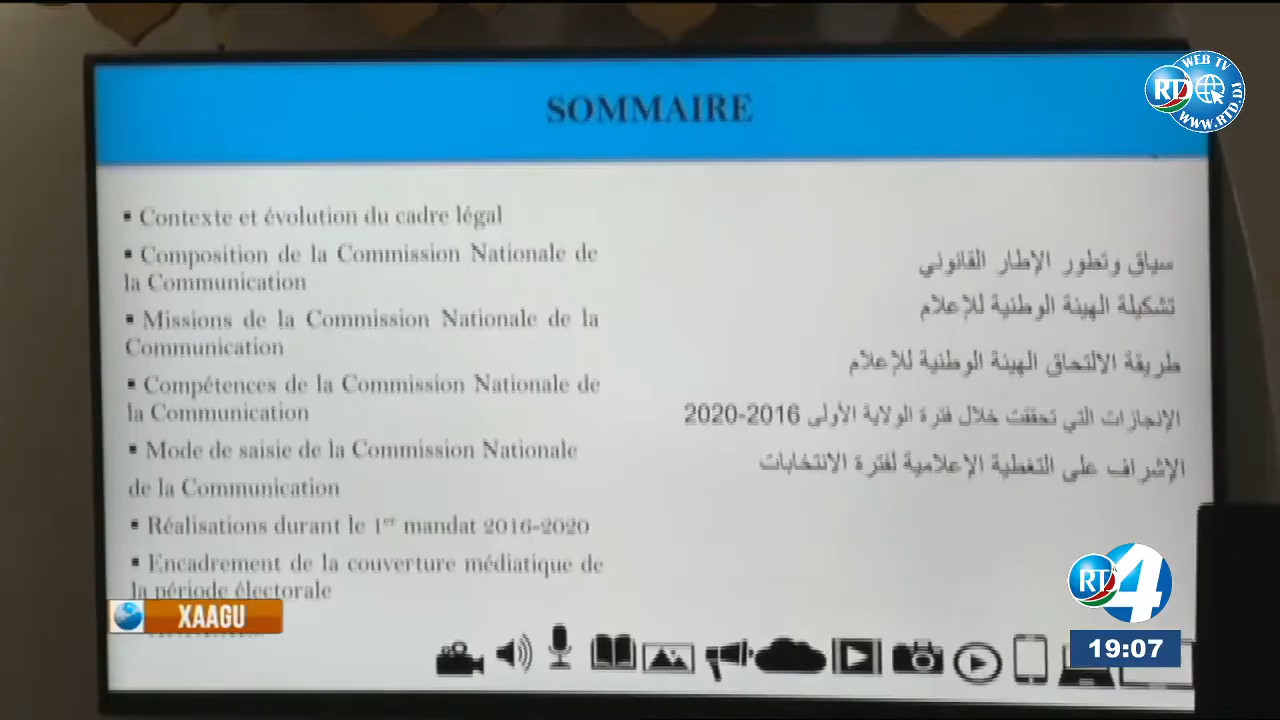 SOMMAIRE
WEB TV
RTD
WWW.RTD.DJ
▪ Contexte et évolution du cadre légal
▪ Composition de la Commission Nationale de
la Communication
▪ Missions de la Commission Nationale de la
Communication
▪ Compétences de la Commission Nationale de
la Communication
▪ Mode de saisie de la Commission Nationale
de la Communication
▪ Réalisations durant le 1er mandat 2016-2020
▪ Encadrement de la couverture médiatique de
la période électorale
سياق وتطور الإطار القانوني
تشكيلة الهيئة الوطنية للإعلام
طريقة الالتحاق الهيئة الوطنية للإعلام
الإنجازات التي تحققت خلال فترة الولاية الأولى 2016-2020
الإشراف على التغطية الإعلامية لفترة الانتخابات
XAAGU
RTD 4
19:07